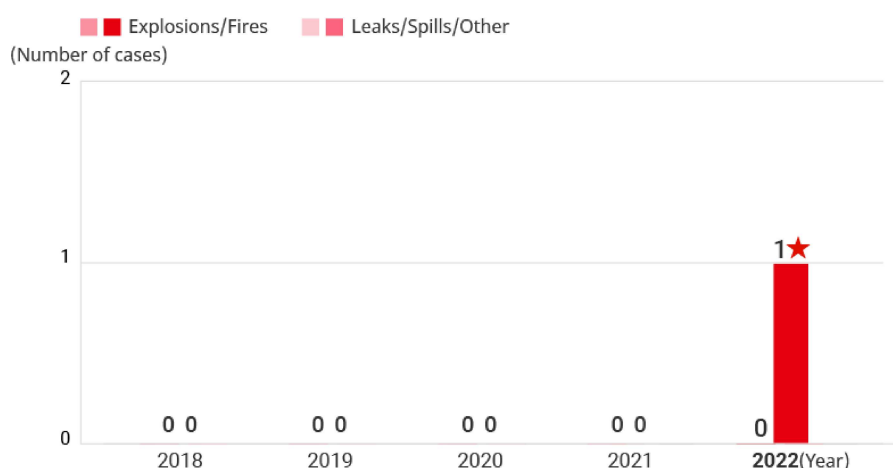 Explosions/Fires Leaks/Spills/Other
(Number of cases)
2
1
1★
0 0 0 0 0 0 0 0 0
0
2018 2019 2020 2021 2022(Year)